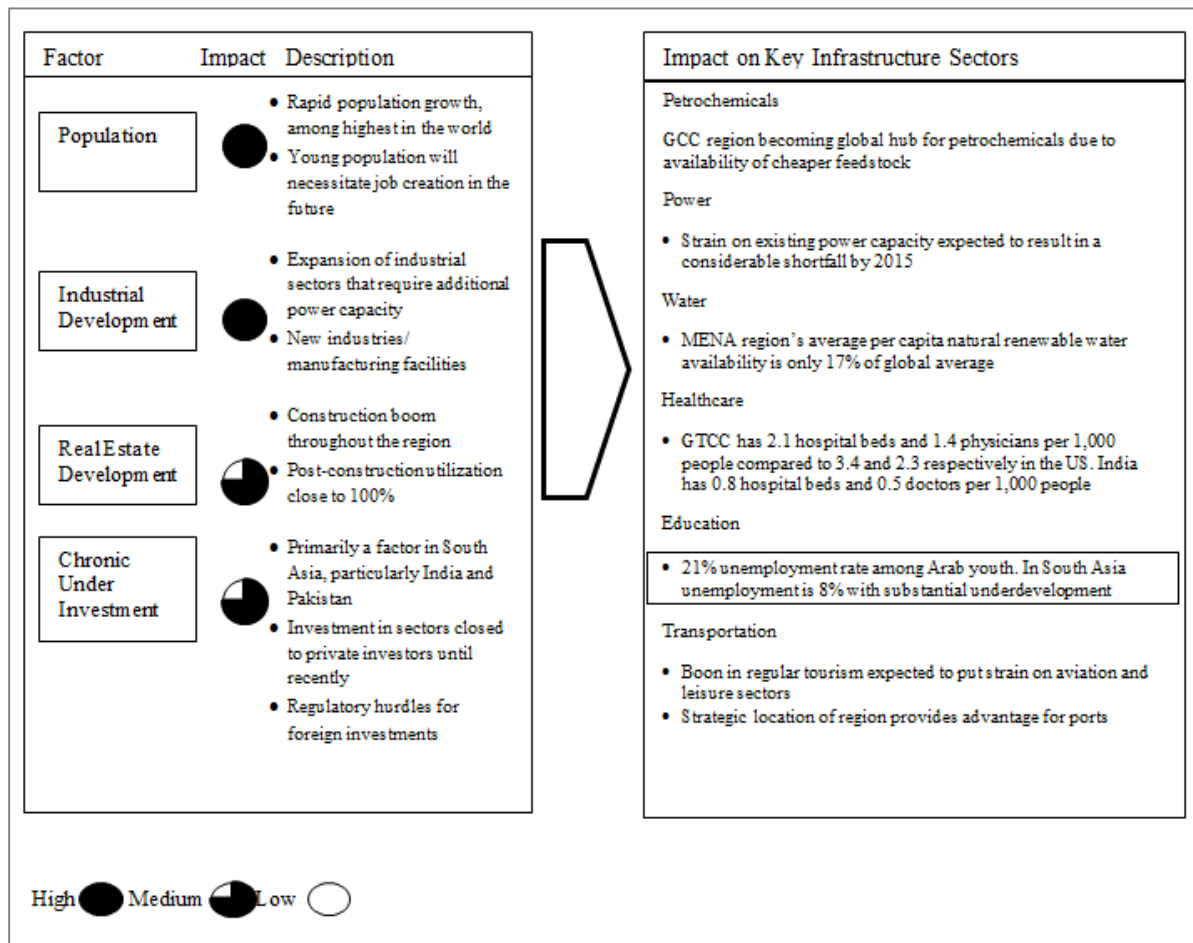 Factor Impact Description
Population
• Rapid population growth,
among highest in the world
• Young population will
necessitate job creation in the
future
Industrial
Development
• Expansion of industrial
sectors that require additional
power capacity
• New industries/
manufacturing facilities
Real Estate
Development
• Construction boom
throughout the region
• Post-construction utilization
close to 100%
Chronic
Under
Investment
• Primarily a factor in South
Asia, particularly India and
Pakistan
• Investment in sectors closed
to private investors until
recently
• Regulatory hurdles for
foreign investments
Impact on Key Infrastructure Sectors
Petrochemicals
GCC region becoming global hub for petrochemicals due to
availability of cheaper feedstock
Power
• Strain on existing power capacity expected to result in a
considerable shortfall by 2015
Water
• MENA region's average per capita natural renewable water
availability is only 17% of global average
Healthcare
• GTCC has 2.1 hospital beds and 1.4 physicians per 1,000
people compared to 3.4 and 2.3 respectively in the US. India
has 0.8 hospital beds and 0.5 doctors per 1,000 people
Education
• 21% unemployment rate among Arab youth. In South Asia
unemployment is 8% with substantial underdevelopment
Transportation
• Boon in regular tourism expected to put strain on aviation and
leisure sectors
• Strategic location of region provides advantage for ports
High Medium Low